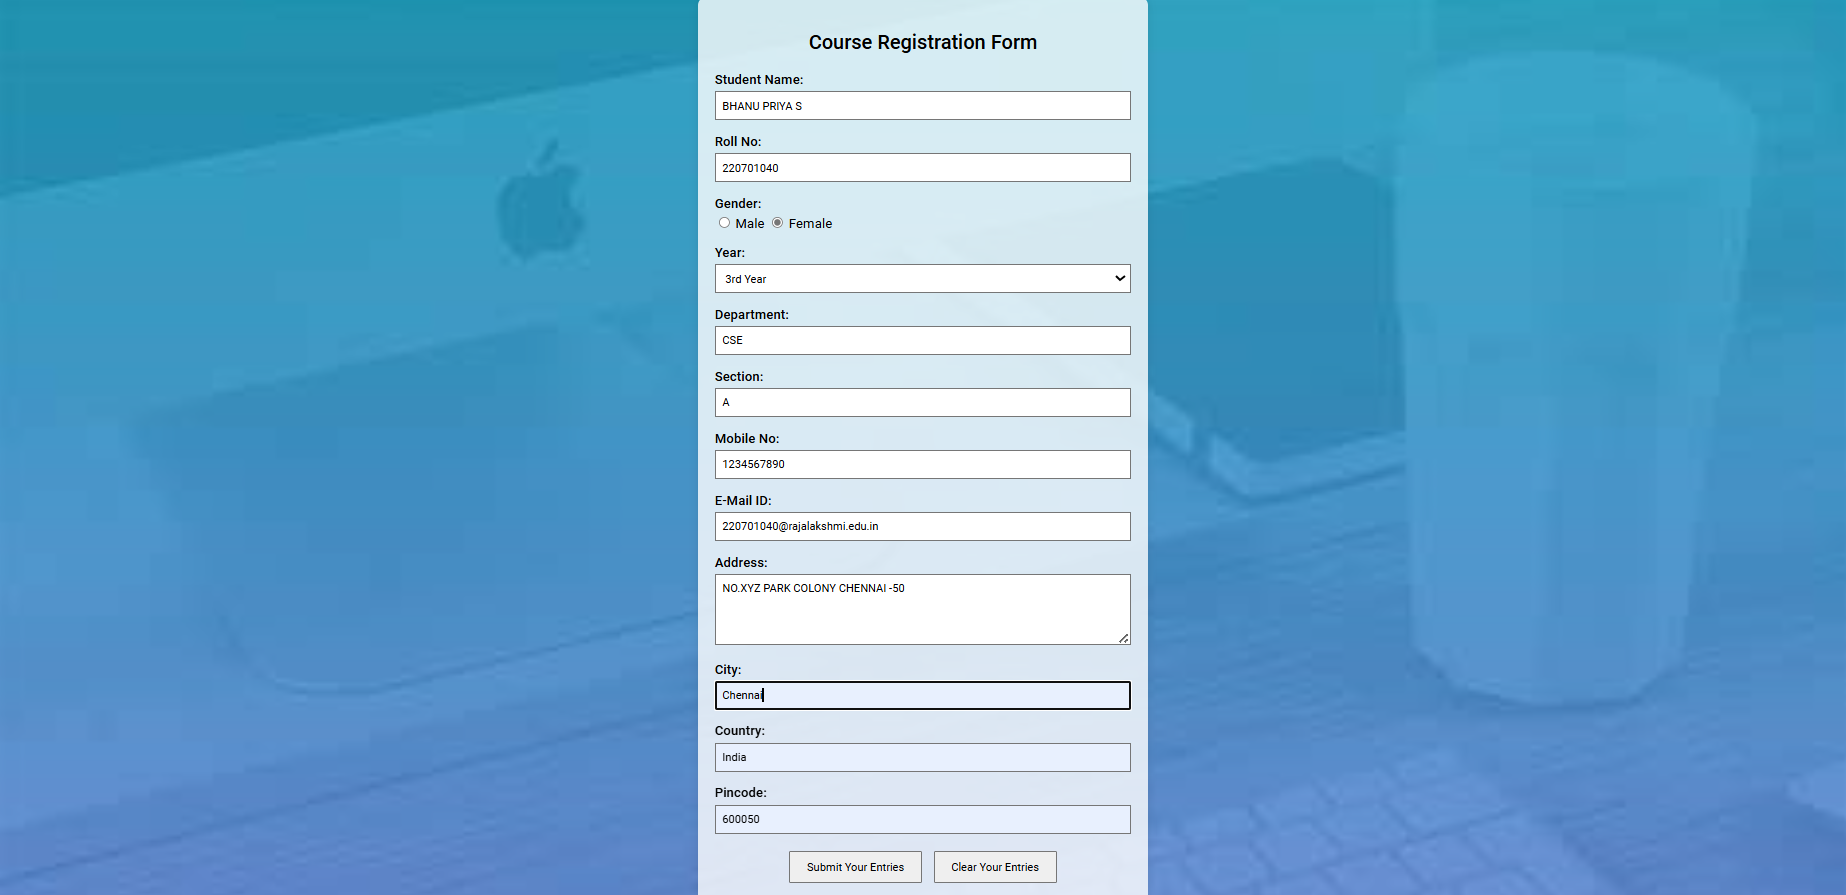 Course Registration Form
Student Name:
BHANU PRIYA S
Roll No:
220701040
Gender:
Male Female
Year:
3rd Year
Department:
CSE
Section:
A
Mobile No:
1234567890
E-Mail ID:
220701040@rajalakshmi.edu.in
Address:
NO.XYZ PARK COLONY CHENNAI -50
City:
Chennai
Country:
India
Pincode:
600050
Submit Your Entries Clear Your Entries